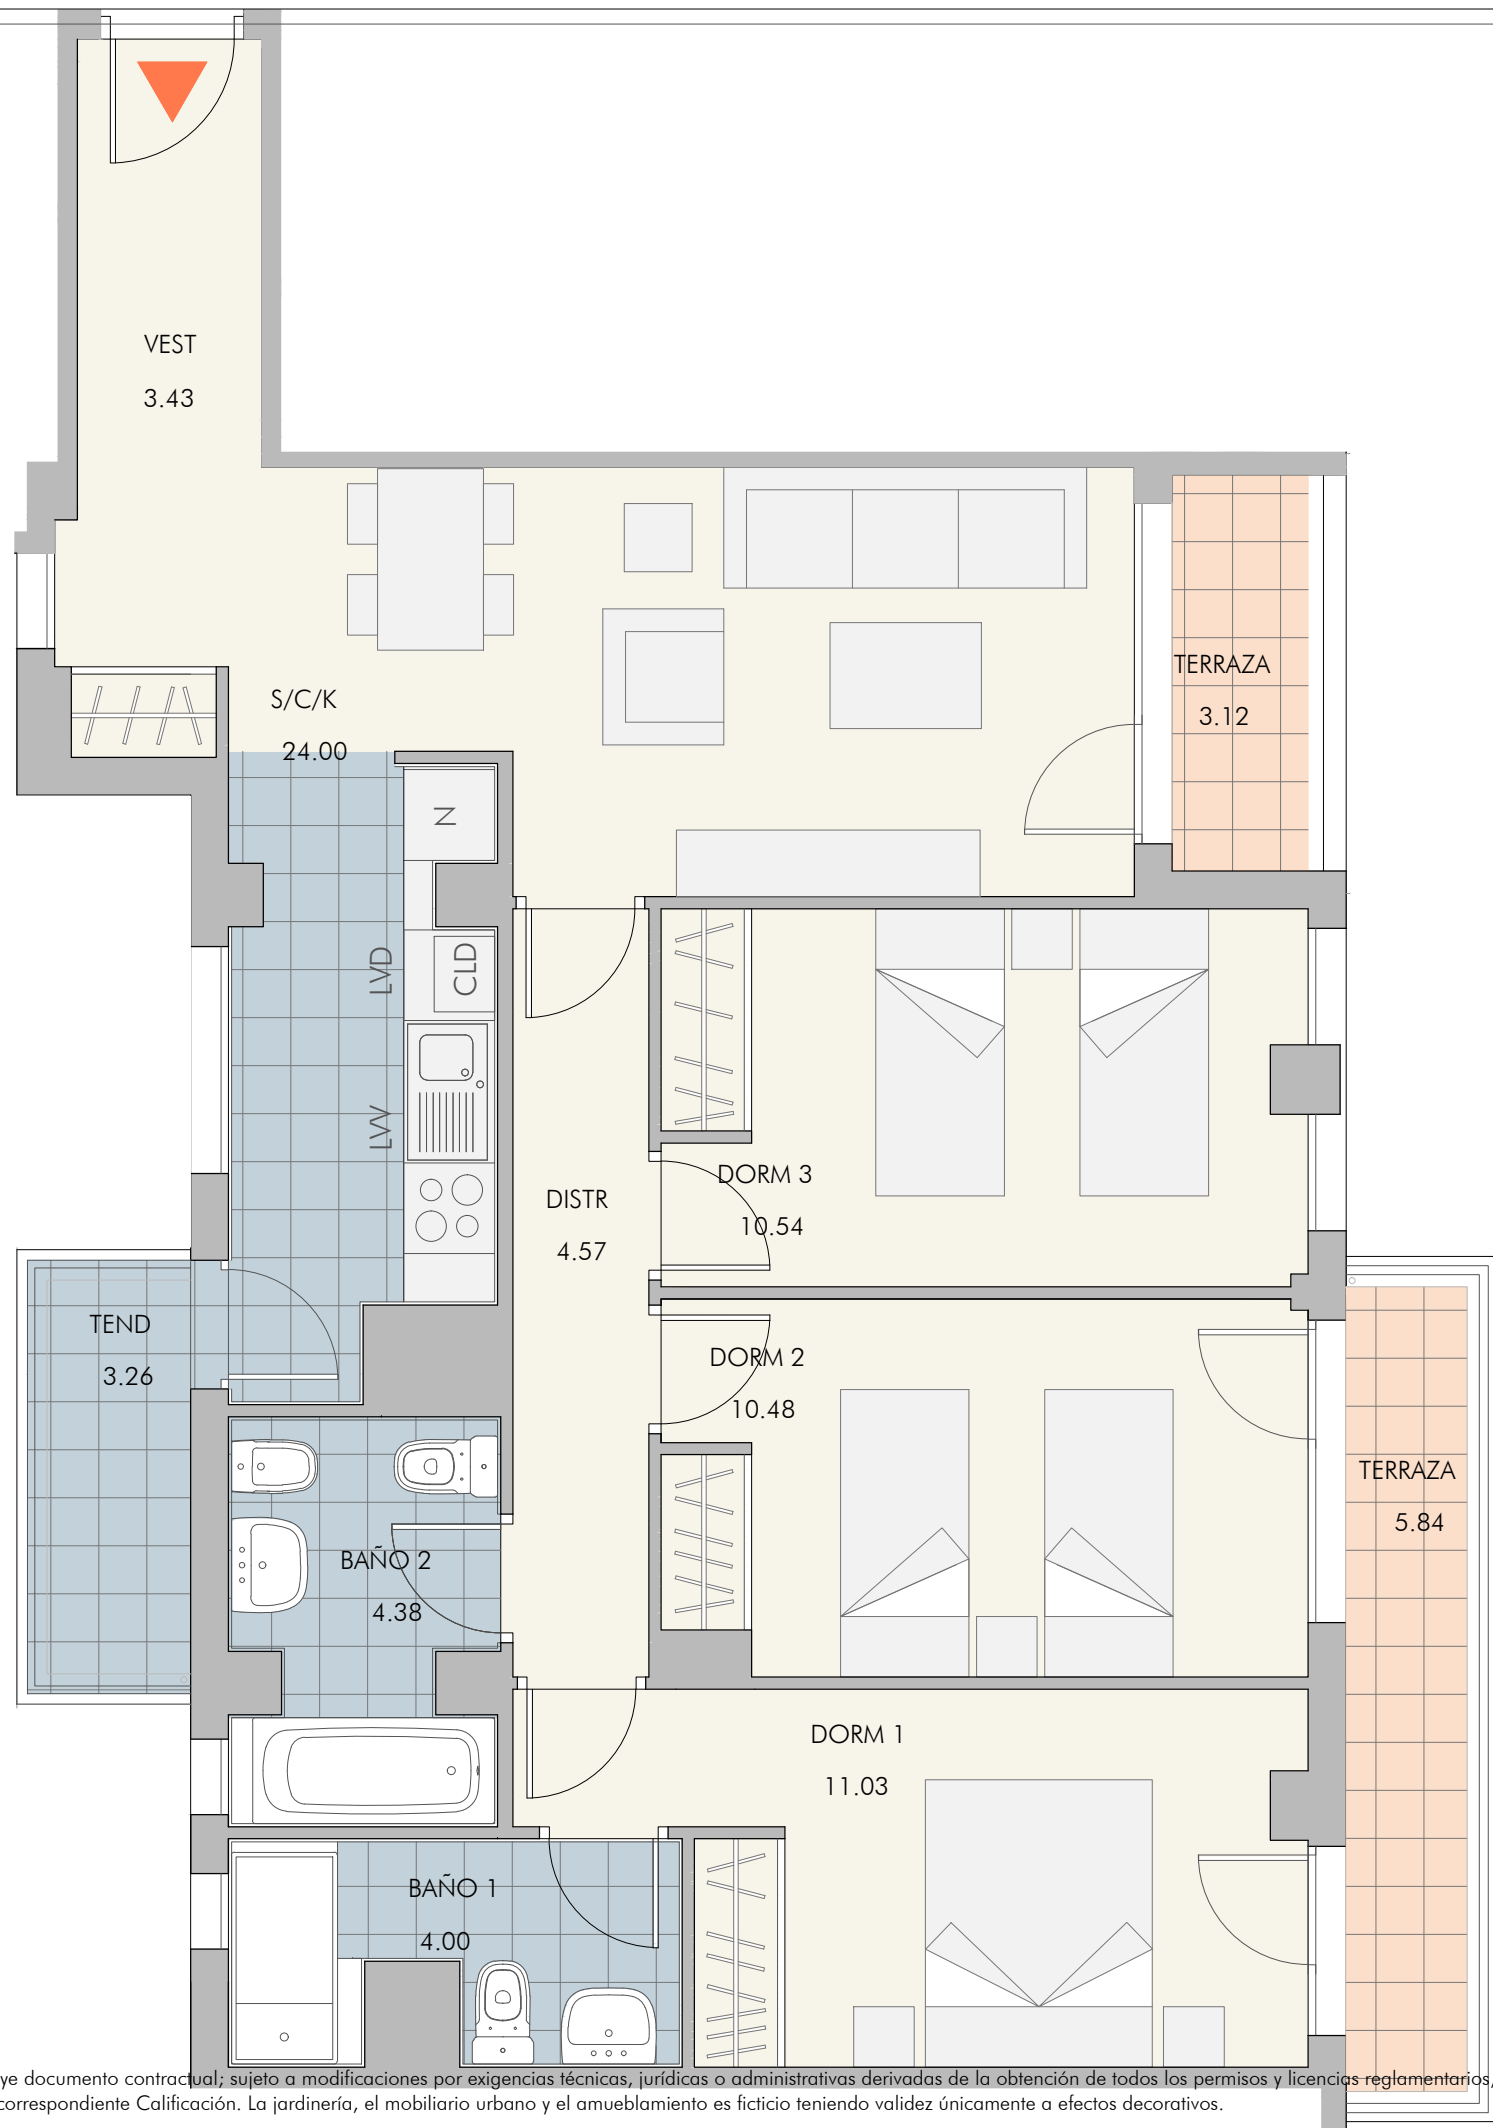 VEST
3.43
S/C/K
24.00
TERRAZA
3.12
N
LVD
CLD
LVV
DORM 3
10.54
DISTR
4.57
TEND
3.26
DORM 2
10.48
TERRAZA
5.84
BAÑO 2
4.38
DORM 1
11.03
BAÑO 1
4.00
ye documento contractual; sujeto a modificaciones por exigencias técnicas, jurídicas o administrativas derivadas de la obtención de todos los permisos y licencias reglamentarios,
correspondiente Calificación. La jardinería, el mobiliario urbano y el amueblamiento es ficticio teniendo validez únicamente a efectos decorativos.